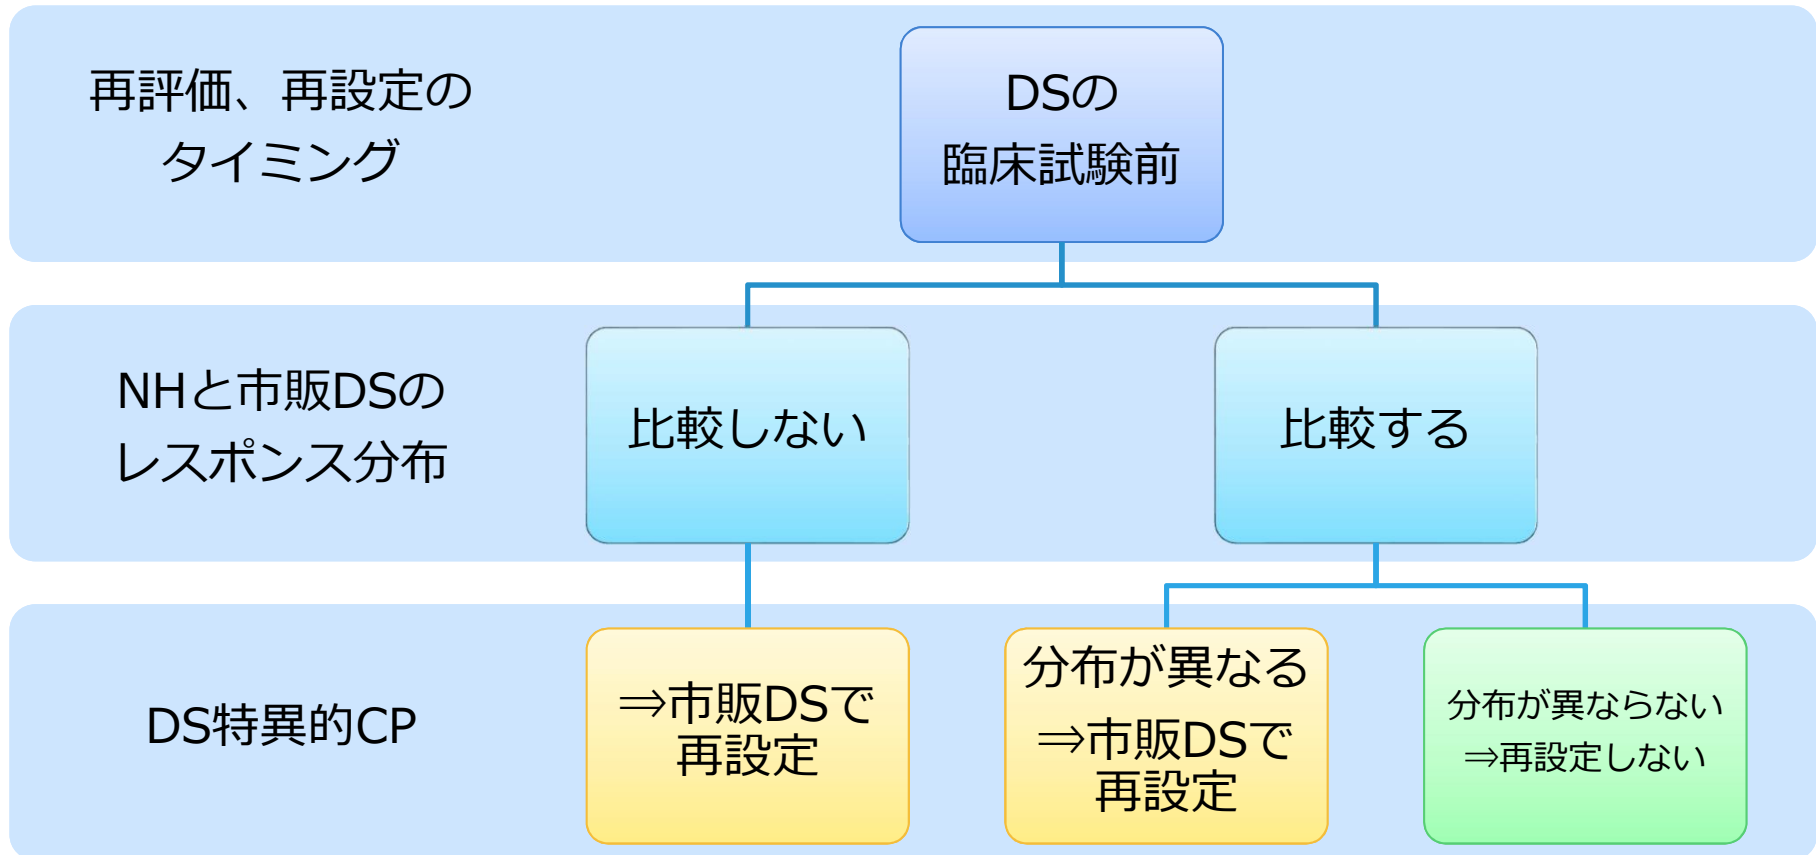 再評価、再設定の
タイミング
DSの
臨床試験前
NHと市販DSの
レスポンス分布
比較しない
比較する
DS特異的CP
⇒市販DSで
再設定
分布が異なる
⇒市販DSで
再設定
分布が異ならない
⇒再設定しない